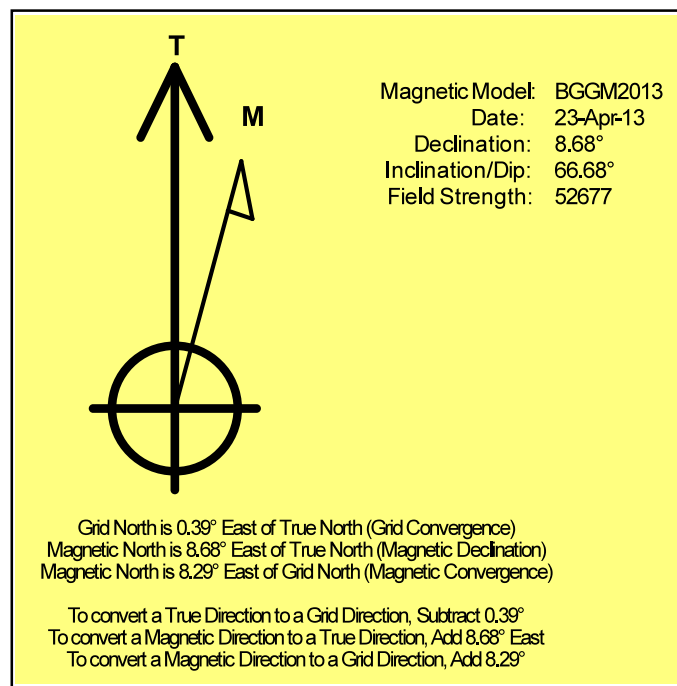 T
M
Magnetic Model: BGGM2013
Date: 23-Apr-13
Declination: 8.68°
Inclination/Dip: 66.68°
Field Strength: 52677
Grid North is 0.39° East of True North (Grid Convergence)
Magnetic North is 8.68° East of True North (Magnetic Declination)
Magnetic North is 8.29° East of Grid North (Magnetic Convergence)
To convert a True Direction to a Grid Direction, Subtract 0.39°
To convert a Magnetic Direction to a True Direction, Add 8.68° East
To convert a Magnetic Direction to a Grid Direction, Add 8.29°